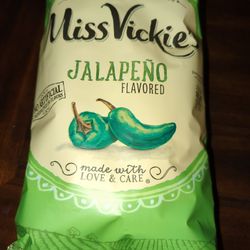 Miss Vickie's
JALAPEÑO
FLAVORED
made with
LOVE & CARE®